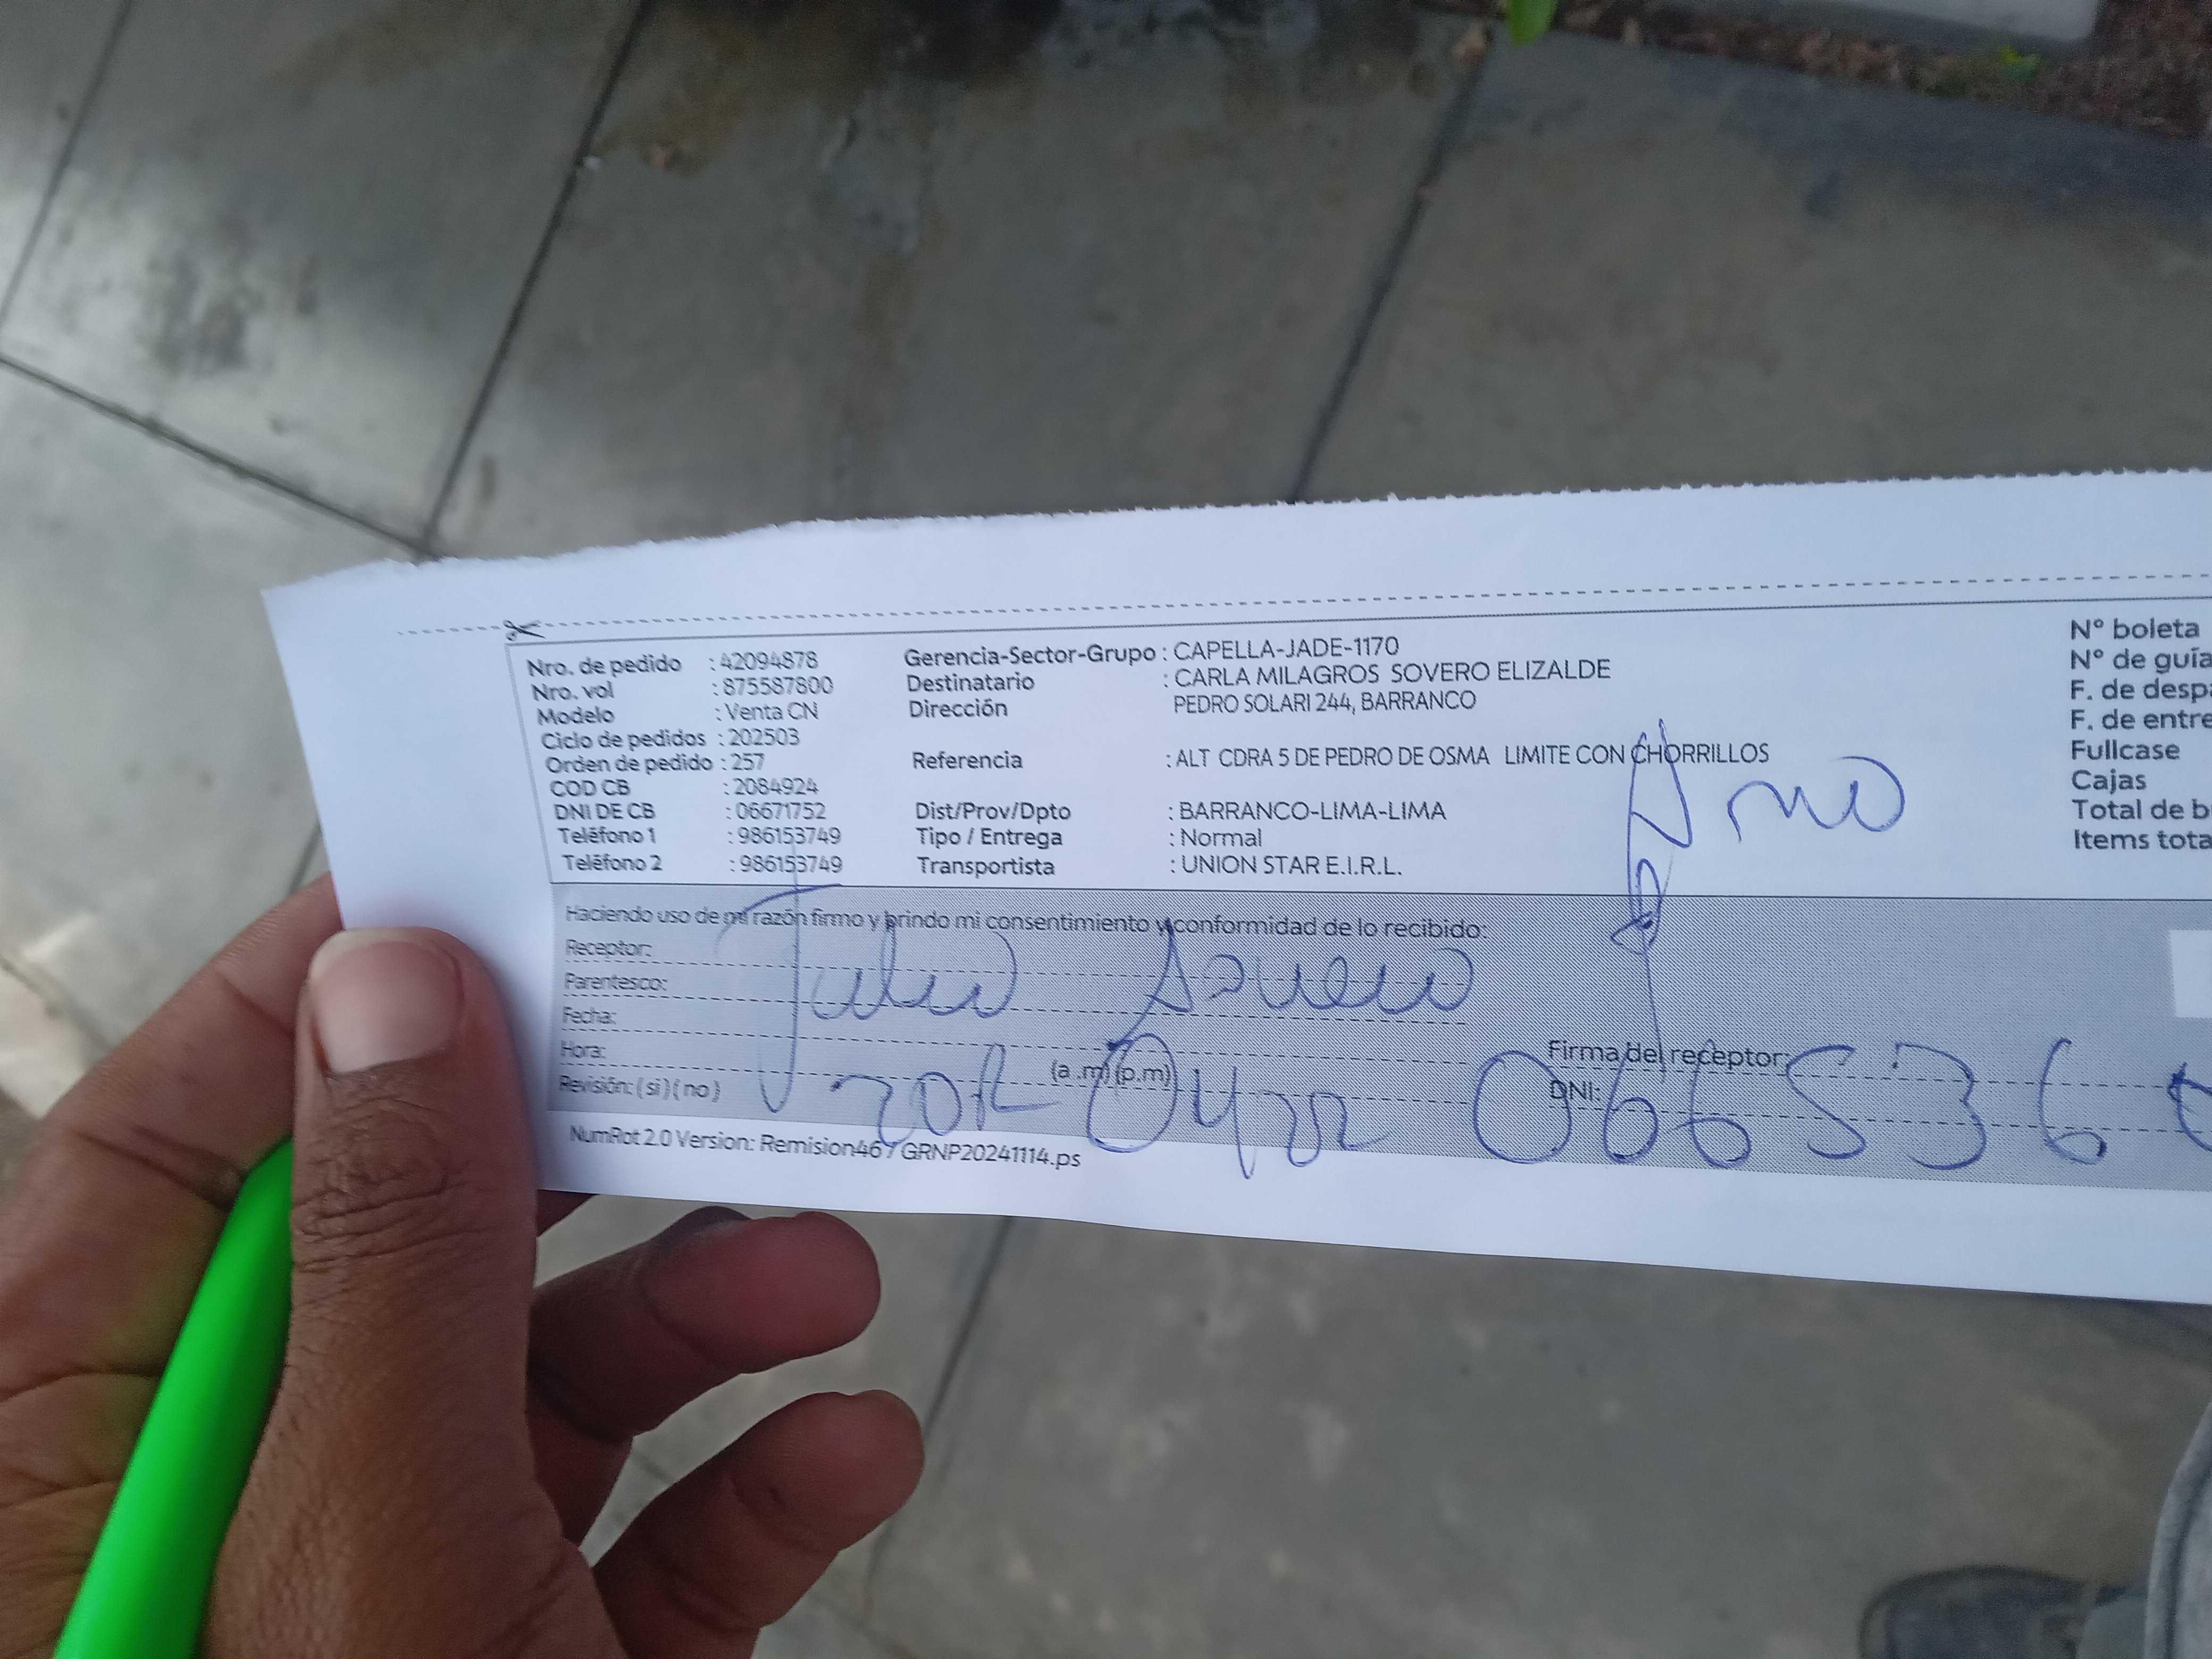 Nro. de pedido : 42094878
Nro. vol : 875587800
Modelo : Venta CN
Ciclo de pedidos : 202503
Orden de pedido : 257
COD CB : 2084924
DNI DE CB : 06671752
Teléfono 1 : 986153749
Teléfono 2 : 986153749
Gerencia-Sector-Grupo : CAPELLA-JADE-1170
Destinatario : CARLA MILAGROS SOVERO ELIZALDE
Dirección PEDRO SOLARI 244, BARRANCO
Referencia : ALT CDRA 5 DE PEDRO DE OSMA LIMITE CON CHORRILLOS
Dist/Prov/Dpto : BARRANCO-LIMA-LIMA
Tipo / Entrega : Normal
Transportista : UNION STAR E.I.R.L.
N° boleta
N° de guía
F. de despa
F. de entre
Fullcase
Cajas
Total de b
Items tota
Haciendo uso de mi razón firmo y brindo mi consentimiento y conformidad de lo recibido:
Receptor:
Parentesco:
Julio Sovero
Fecha:
Hora: (a .m) (p.m)
Revisión: ( si ) ( no )
Firma del receptor:
DNI:
066536
NumRot 2.0 Version: Remision467 GRNP20241114.ps